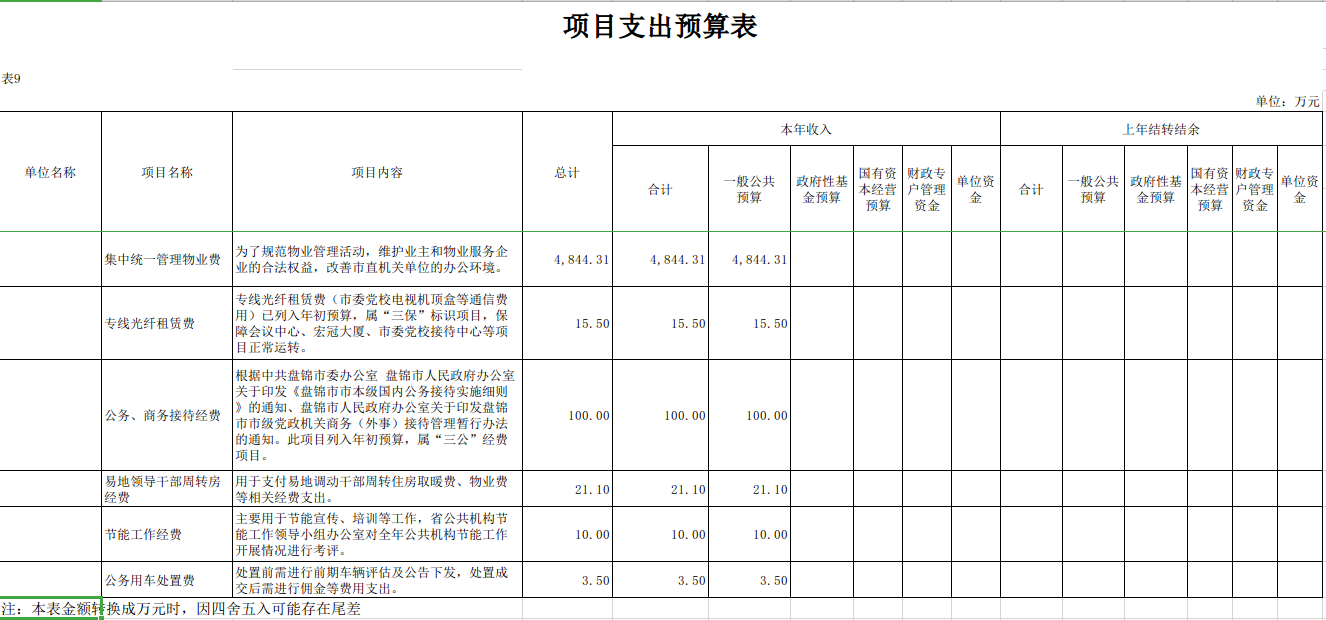 项目支出预算表
表9
单位：万元
单位名称 项目名称 项目内容 总计 本年收入 上年结转结余
合计 一般公共预算 政府性基金预算 国有资本经营预算 财政专户管理资金 单位资金 合计 一般公共预算 政府性基金预算 国有资本经营预算 财政专户管理资金 单位资金
集中统一管理物业费
为了规范物业管理活动，维护业主和物业服务企
业的合法权益，改善市直机关单位的办公环境。
4,844.31 4,844.31 4,844.31
专线光纤租赁费
专线光纤租赁费（市委党校电视机顶盒等通信费
用）已列入年初预算，属“三保”标识项目，保
障会议中心、宏冠大厦、市委党校接待中心等项
目正常运转。
15.50 15.50 15.50
公务、商务接待经费
根据中共盘锦市委办公室 盘锦市人民政府办公室
关于印发《盘锦市市本级国内公务接待实施细则
》的通知、盘锦市人民政府办公室关于印发盘锦
市市级党政机关商务（外事）接待管理暂行办法
的通知。此项目列入年初预算，属“三公”经费
项目。
100.00 100.00 100.00
易地领导干部周转房
经费
用于支付易地调动干部周转住房取暖费、物业费
等相关经费支出。
21.10 21.10 21.10
节能工作经费
主要用于节能宣传、培训等工作，省公共机构节
能工作领导小组办公室对全年公共机构节能工作
开展情况进行考评。
10.00 10.00 10.00
公务用车处置费
处置前需进行前期车辆评估及公告下发，处置成
交后需进行佣金等费用支出。
3.50 3.50 3.50
注：本表金额转换成万元时，因四舍五入可能存在尾差